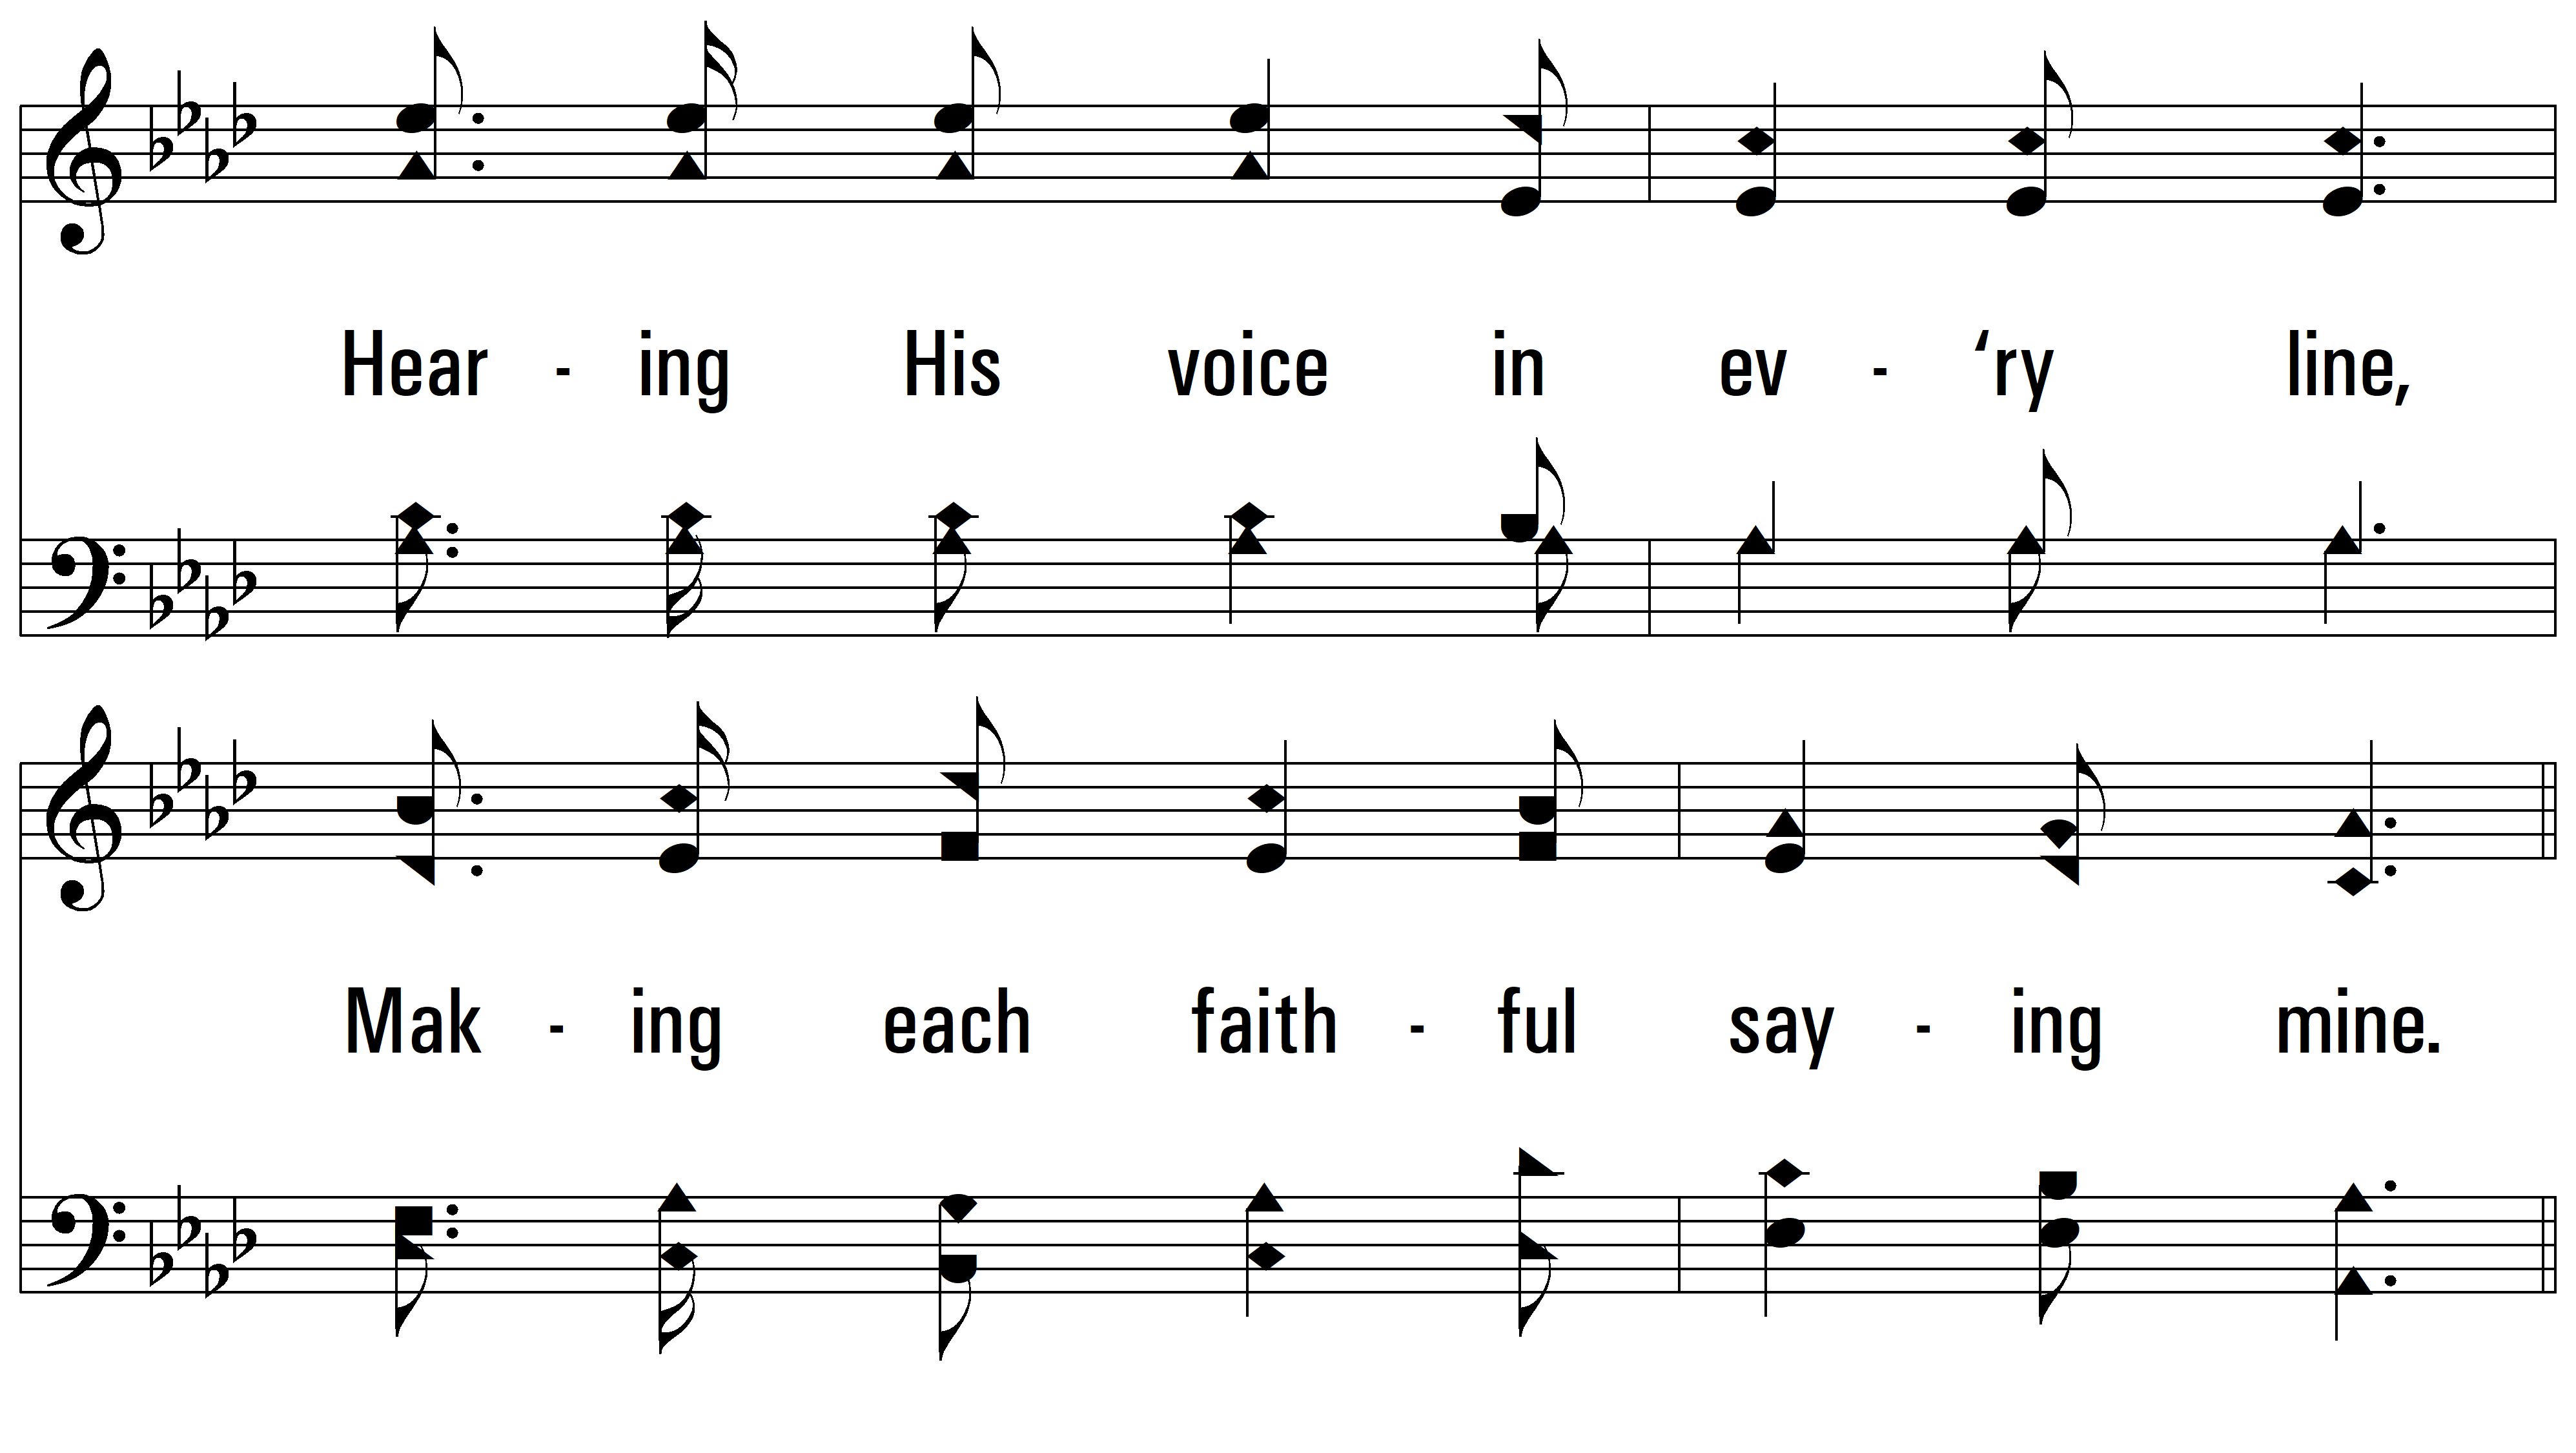 Hear - ing His voice in ev - ‘ry line,
Mak - ing each faith - ful say - ing mine.